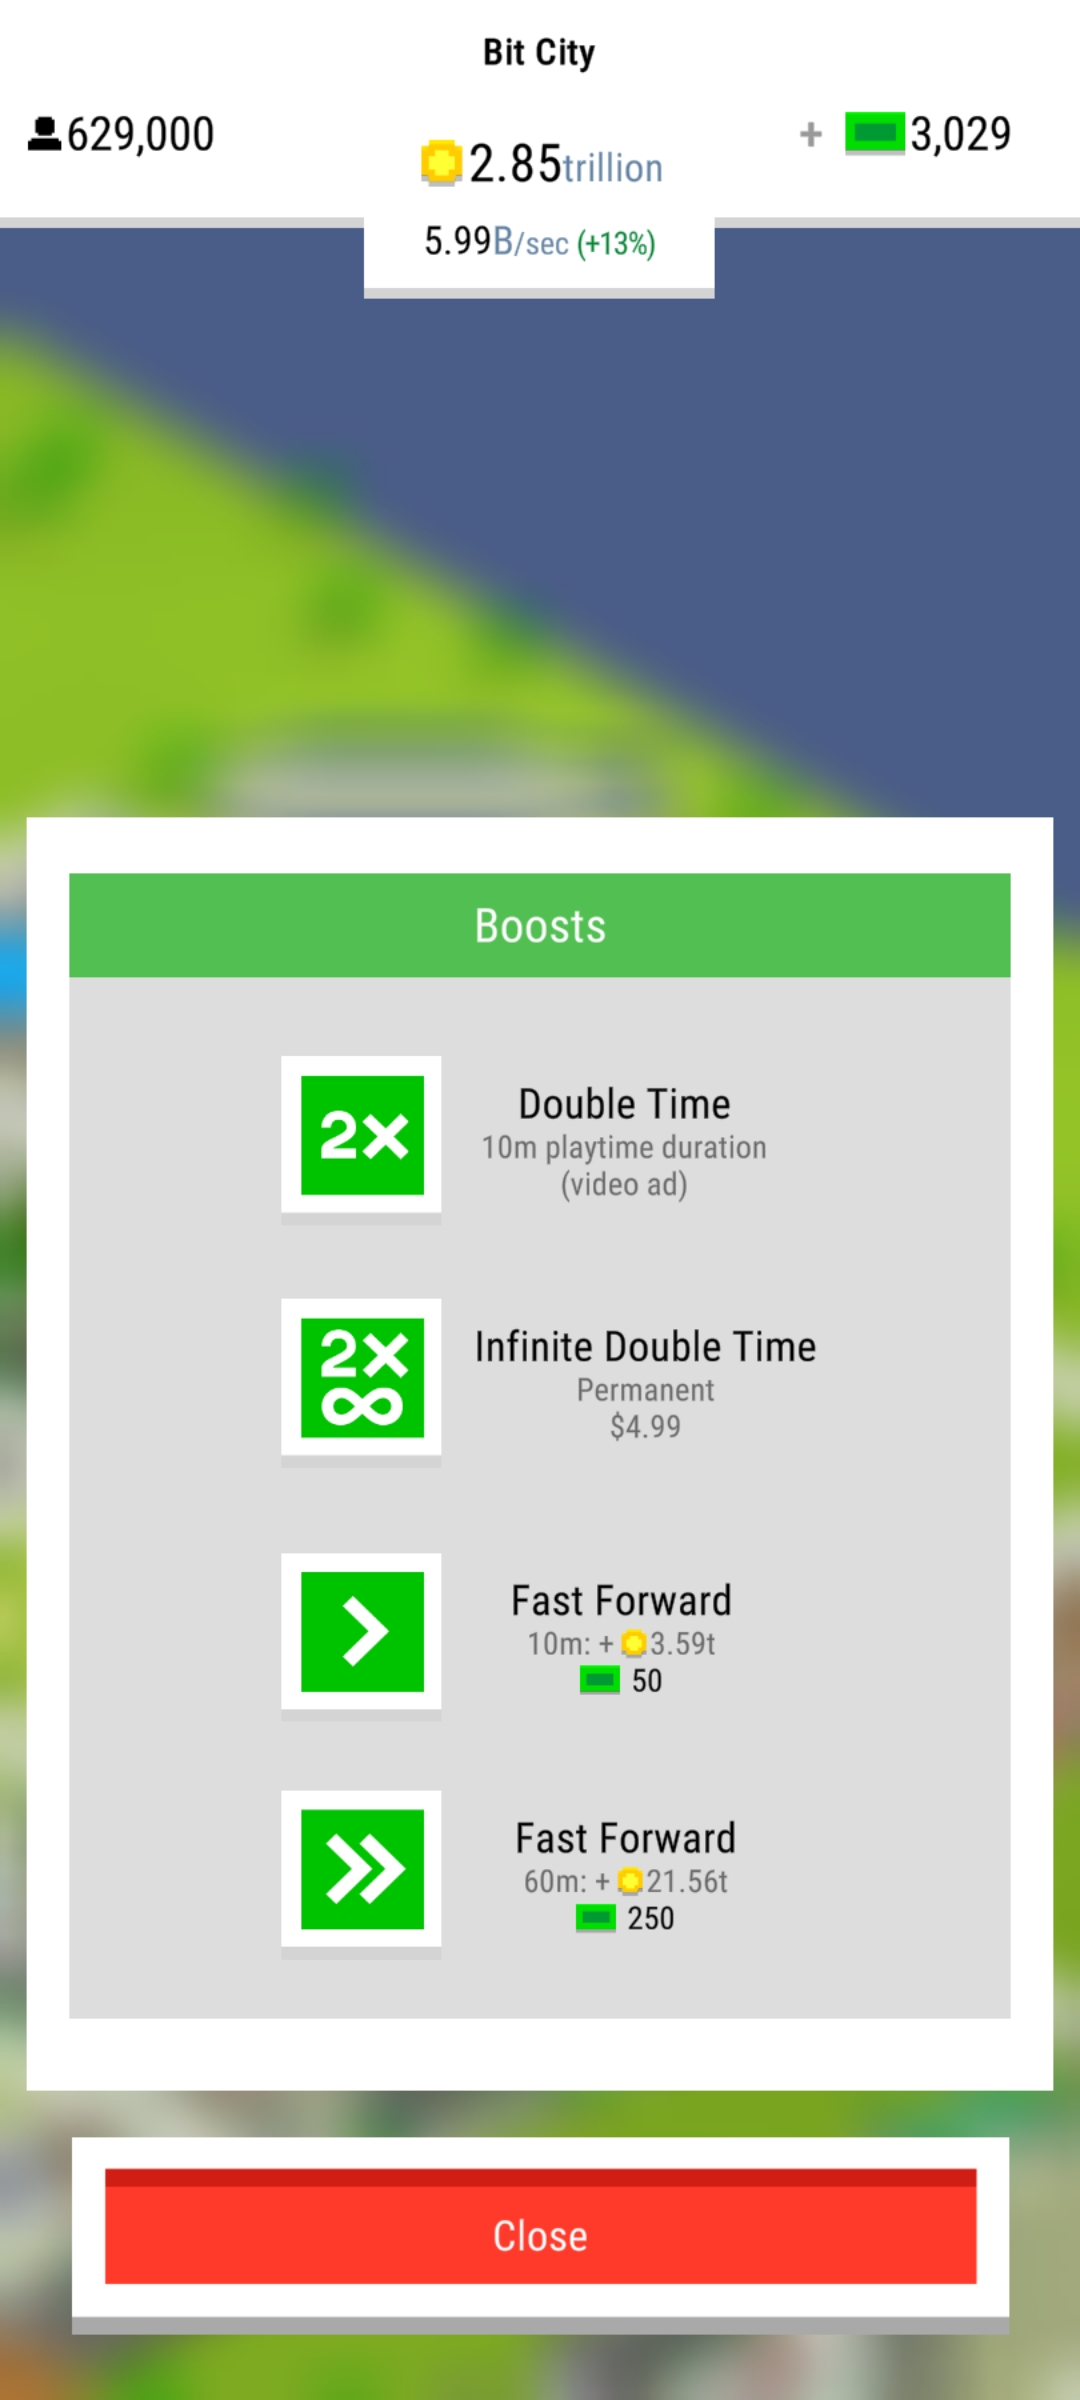 Bit City
629,000
2.85trillion
+ 3,029
5.99B/sec (+13%)
Boosts
2×
Double Time
10m playtime duration
(video ad)
2×
∞
Infinite Double Time
Permanent
$4.99
Fast Forward
10m: + 3.59t
50
Fast Forward
60m: + 21.56t
250
Close